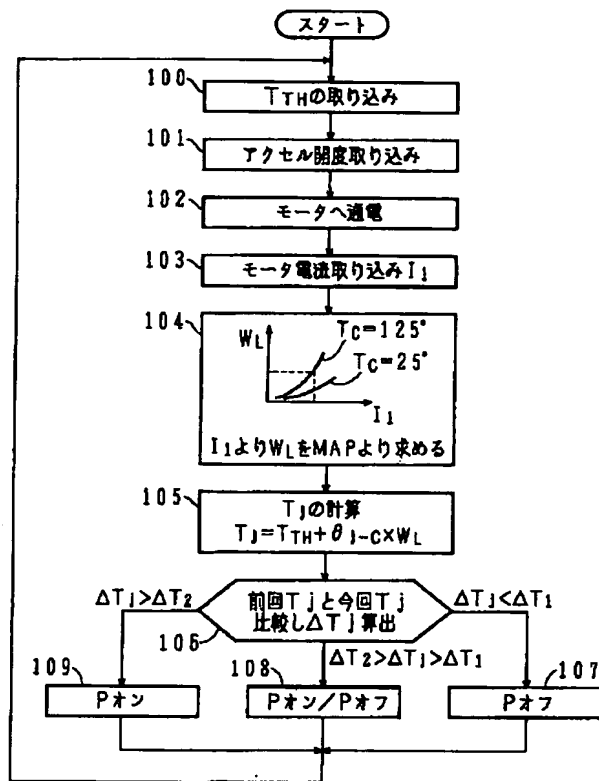 スタート
100
TTHの取り込み
101
アクセル開度取り込み
102
モータへ通電
103
モータ電流取り込みI1
104
WL
TC=125°
TC=25°
I1
I1よりWLをMAPより求める
105
Tjの計算
Tj=TTH+θj-C×WL
ΔTj>ΔT2
前回Tjと今回Tj
比較しΔTj算出
ΔTj<ΔT1
106
ΔT2>ΔTj>ΔT1
109
Pオン
108
Pオン/Pオフ
107
Pオフ